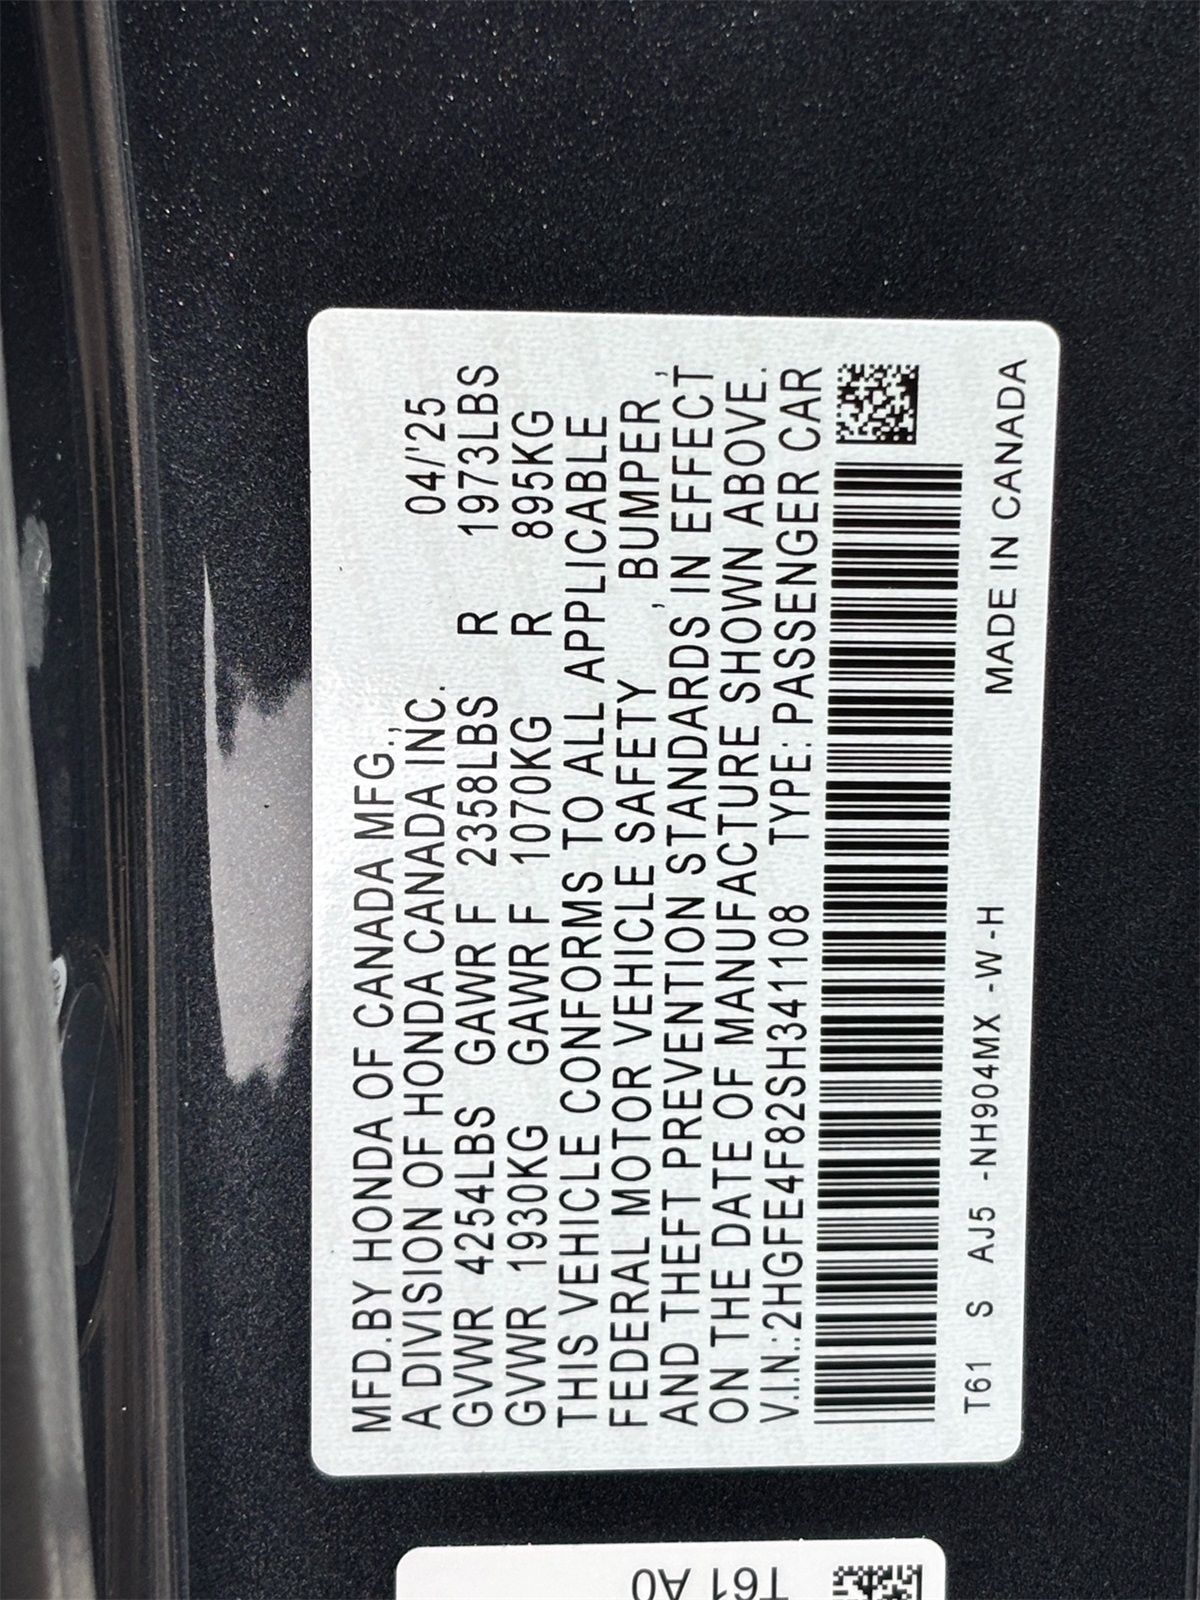 MFD.BY HONDA OF CANADA MFG.,
A DIVISION OF HONDA CANADA INC. 04/'25
GVWR 4254LBS GAWR F 2358LBS R 1973LBS
GVWR 1930KG GAWR F 1070KG R 895KG
THIS VEHICLE CONFORMS TO ALL APPLICABLE
FEDERAL MOTOR VEHICLE SAFETY , BUMPER ,
AND THEFT PREVENTION STANDARDS IN EFFECT
ON THE DATE OF MANUFACTURE SHOWN ABOVE.
V.I.N.:2HGFE4F82SH341108 TYPE: PASSENGER CAR
T61 S AJ5 -NH904MX -W -H MADE IN CANADA
T61 A0